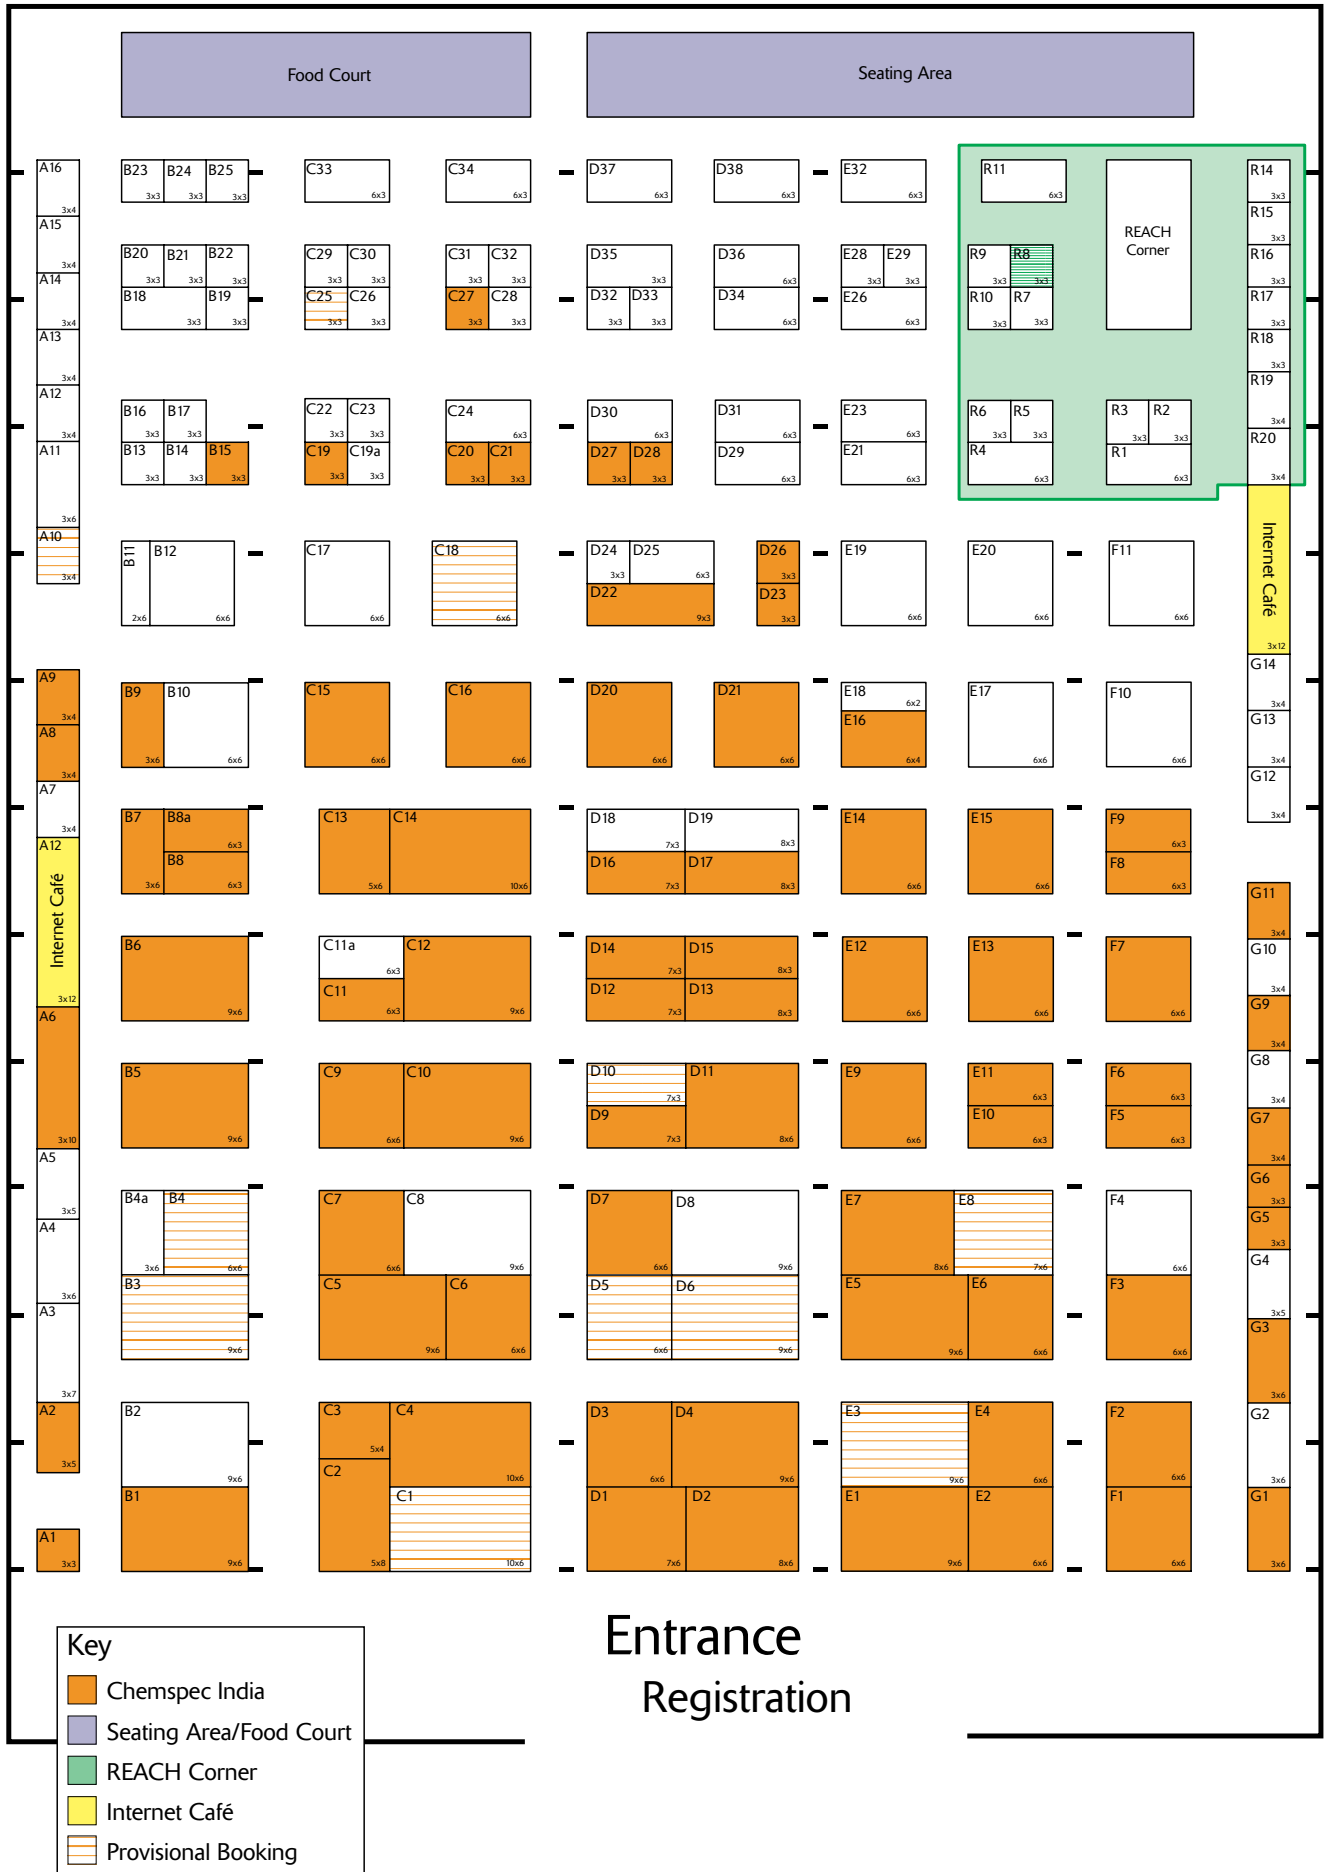 Food Court
Seating Area
A16
3x4
A15
3x4
A14
3x4
A13
3x4
A12
3x4
A11
3x6
A10
3x4
A9
3x4
A8
3x4
A7
3x4
A12
Internet Café
3x12
A6
3x10
A5
3x5
A4
3x6
A3
3x7
A2
3x5
A1
3x3
B23
3x3
B24
3x3
B25
3x3
B20
3x3
B21
3x3
B22
3x3
B18
3x3
B19
3x3
B16
3x3
B17
3x3
B13
3x3
B14
3x3
B15
3x3
B11
2x6
B12
6x6
B9
3x6
B10
6x6
B7
3x6
B8a
6x3
B8
6x3
B6
9x6
B5
9x6
B4a
3x6
B4
6x6
B3
9x6
B2
9x6
B1
9x6
C33
6x3
C34
6x3
C29
3x3
C30
3x3
C31
3x3
C32
3x3
C25
3x3
C26
3x3
C27
3x3
C28
3x3
C22
3x3
C23
3x3
C24
6x3
C19
3x3
C19a
3x3
C20
3x3
C21
3x3
C17
6x6
C18
6x6
C15
6x6
C16
6x6
C13
5x6
C14
10x6
C11a
6x3
C12
9x6
C11
6x3
C9
6x6
C10
9x6
C7
6x6
C8
9x6
C5
9x6
C6
6x6
C3
5x4
C4
10x6
C2
5x8
C1
10x6
D37
6x3
D38
6x3
D35
3x3
D36
6x3
D32
3x3
D33
3x3
D34
6x3
D30
6x3
D31
6x3
D27
3x3
D28
3x3
D29
6x3
D24
3x3
D25
6x3
D26
3x3
D22
9x3
D23
3x3
D20
6x6
D21
6x6
D18
7x3
D19
8x3
D16
7x3
D17
8x3
D14
7x3
D15
8x3
D12
7x3
D13
8x3
D10
7x3
D11
8x6
D9
7x3
D7
6x6
D8
9x6
D5
6x6
D6
9x6
D3
6x6
D4
9x6
D1
7x6
D2
8x6
E32
6x3
E28
3x3
E29
3x3
E26
6x3
E23
6x3
E21
6x3
E19
6x6
E20
6x6
E18
6x2
E16
6x4
E17
6x6
E14
6x6
E15
6x6
E12
6x6
E13
6x6
E9
6x6
E11
6x3
E10
6x3
E7
8x6
E8
7x6
E5
9x6
E6
6x6
E3
9x6
E4
6x6
E1
9x6
E2
6x6
F11
6x6
F10
6x6
F9
6x3
F8
6x3
F7
6x6
F6
6x3
F5
6x3
F4
6x6
F3
6x6
F2
6x6
F1
6x6
R11
6x3
REACH
Corner
R9
3x3
R8
3x3
R10
3x3
R7
3x3
R6
3x3
R5
3x3
R3
3x3
R2
3x3
R4
6x3
R1
6x3
R14
3x3
R15
3x3
R16
3x3
R17
3x3
R18
3x3
R19
3x4
R20
3x4
Internet Café
3x12
G14
3x4
G13
3x4
G12
3x4
G11
3x4
G10
3x4
G9
3x4
G8
3x4
G7
3x4
G6
3x3
G5
3x3
G4
3x5
G3
3x6
G2
3x6
G1
3x6
Entrance
Registration
Key
Chemspec India
Seating Area/Food Court
REACH Corner
Internet Café
Provisional Booking